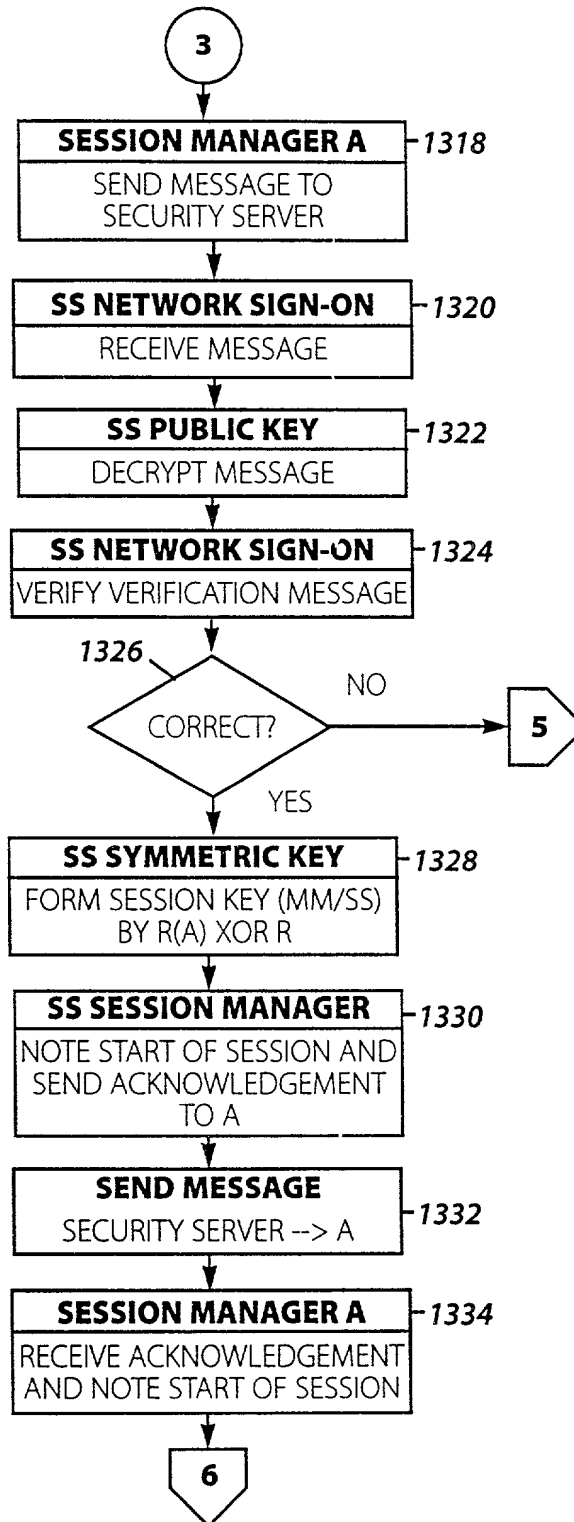 3
SESSION MANAGER A
1318
SEND MESSAGE TO
SECURITY SERVER
SS NETWORK SIGN-ON
1320
RECEIVE MESSAGE
SS PUBLIC KEY
1322
DECRYPT MESSAGE
SS NETWORK SIGN-ON
1324
VERIFY VERIFICATION MESSAGE
1326
NO
CORRECT?
5
YES
SS SYMMETRIC KEY
1328
FORM SESSION KEY (MM/SS)
BY R(A) XOR R
SS SESSION MANAGER
1330
NOTE START OF SESSION AND
SEND ACKNOWLEDGEMENT
TO A
SEND MESSAGE
1332
SECURITY SERVER --> A
SESSION MANAGER A
1334
RECEIVE ACKNOWLEDGEMENT
AND NOTE START OF SESSION
6